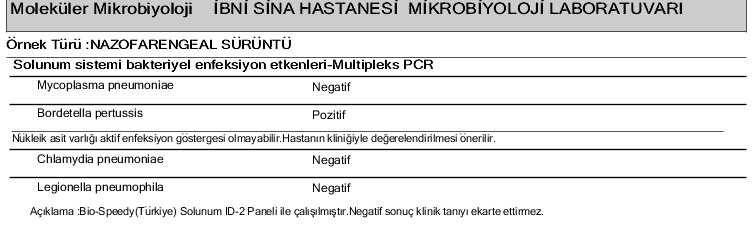 Moleküler Mikrobiyoloji İBNİ SİNA HASTANESİ MİKROBİYOLOJİ LABORATUVARI
Örnek Türü :NAZOFARENGEAL SÜRÜNTÜ
Solunum sistemi bakteriyel enfeksiyon etkenleri-Multipleks PCR
Mycoplasma pneumoniae Negatif
Bordetella pertussis Pozitif
Nükleik asit varlığı aktif enfeksiyon göstergesi olmayabilir.Hastanın kliniğiyle değerelendirilmesi önerilir.
Chlamydia pneumoniae Negatif
Legionella pneumophila Negatif
Açıklama :Bio-Speedy(Türkiye) Solunum ID-2 Paneli ile çalışılmıştır.Negatif sonuç klinik tanıyı ekarte ettirmez.